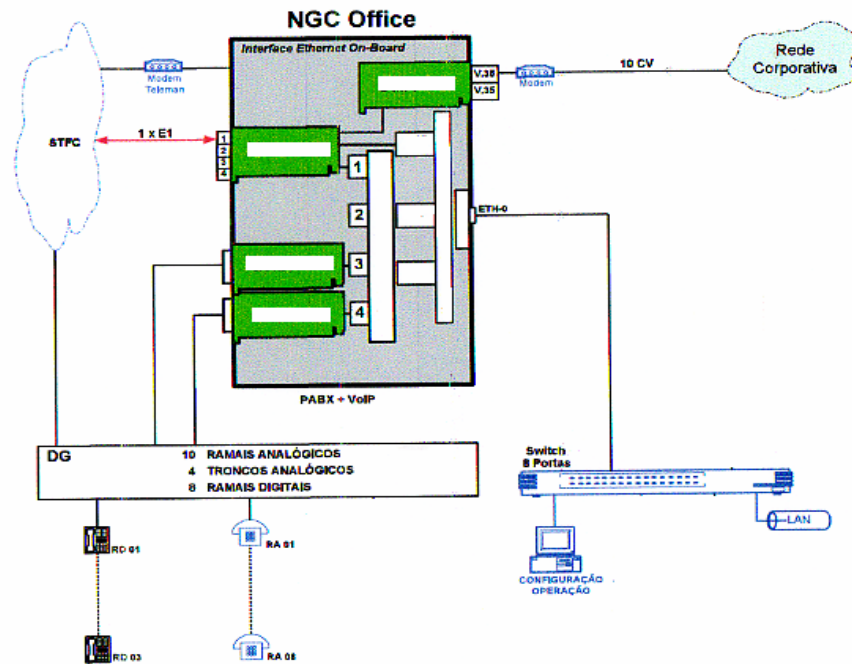 NGC Office
Interface Ethernet On-Board
Modem
Teleman
STFC
1 x E1
1
2
3
4
V.36
V.35
Modem
10 CV
Rede
Corporativa
1
2
3
4
ETH-0
PABX + VoIP
DG
10 RAMAIS ANALÓGICOS
4 TRONCOS ANALÓGICOS
8 RAMAIS DIGITAIS
Switch
8 Portas
RD 01
RA 01
LAN
CONFIGURAÇÃO
OPERAÇÃO
RD 03
RA 08